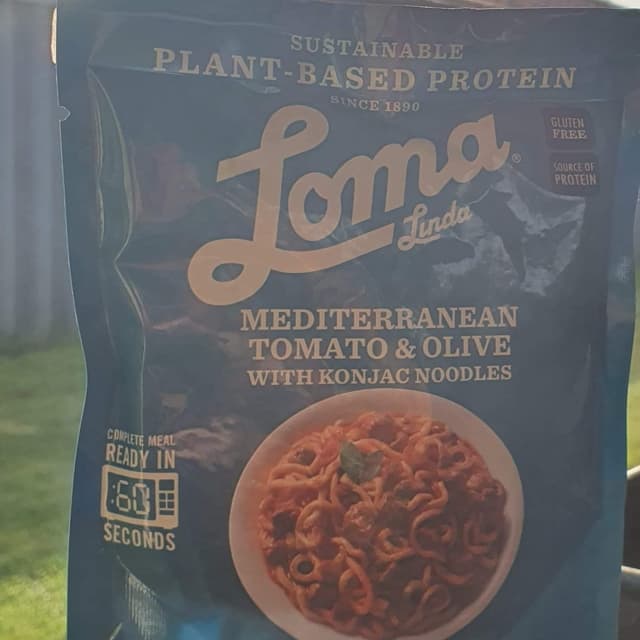 SUSTAINABLE
PLANT-BASED PROTEIN
SINCE 1890
Loma
®
Linda
GLUTEN
FREE
SOURCE OF
PROTEIN
MEDITERRANEAN
TOMATO & OLIVE
WITH KONJAC NOODLES
COMPLETE MEAL
READY IN
:60
SECONDS